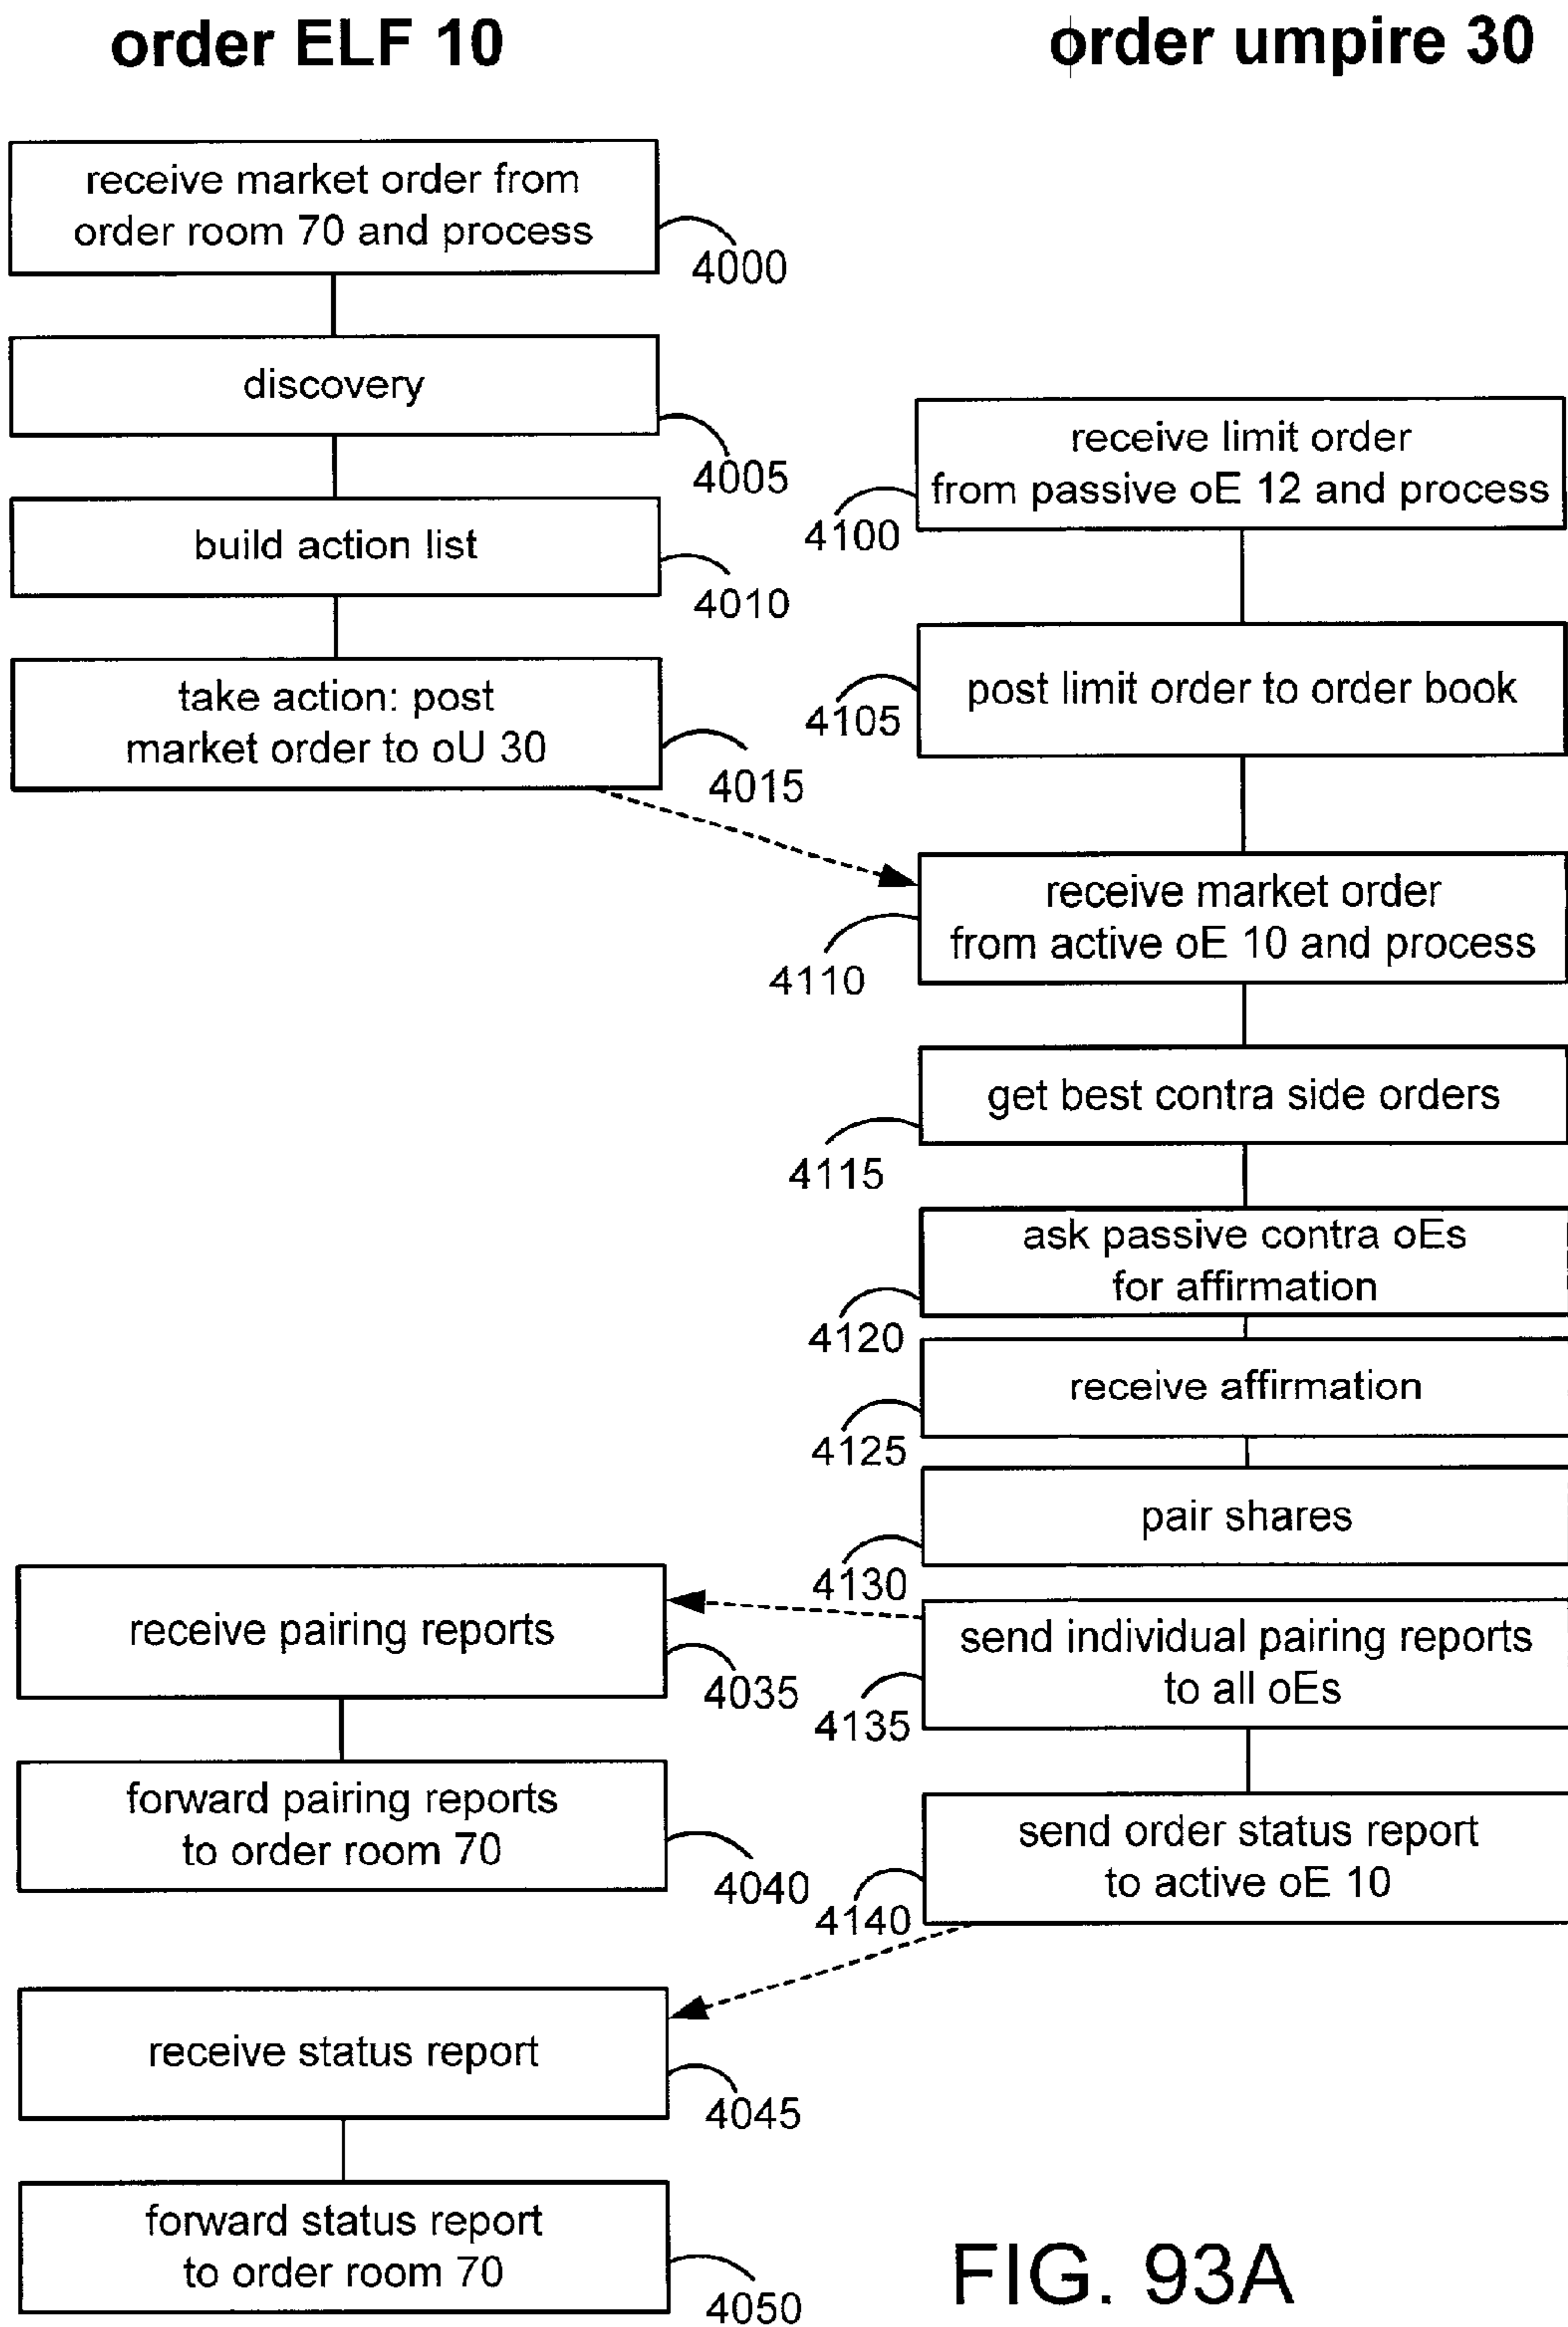 order ELF 10
receive market order from
order room 70 and process
4000
discovery
4005
build action list
4010
take action: post
market order to oU 30
4015
receive pairing reports
4035
forward pairing reports
to order room 70
4040
receive status report
4045
forward status report
to order room 70
4050
order umpire 30
receive limit order
from passive oE 12 and process
4100
post limit order to order book
4105
receive market order
from active oE 10 and process
4110
get best contra side orders
4115
ask passive contra oEs
for affirmation
4120
receive affirmation
4125
pair shares
4130
send individual pairing reports
to all oEs
4135
send order status report
to active oE 10
4140
FIG. 93A